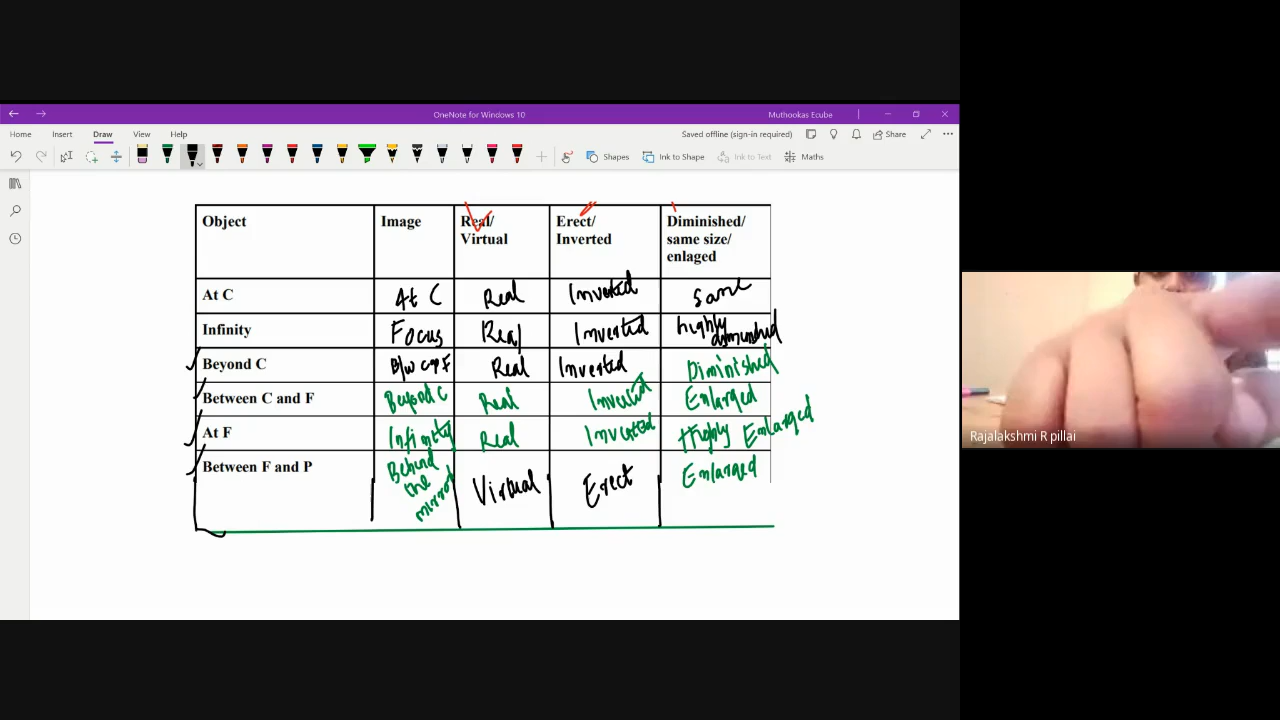 OneNote for Windows 10
Muthookas Ecube
Home Insert Draw View Help
Saved offline (sign-in required)
Share
Shapes
Ink to Shape
Ink to Text
Maths
Object Image Real/ Erect/ Diminished/
Virtual Inverted same size/
enlaged
At C At C Real Inverted same
Infinity Focus Real Inverted highly
diminished
Beyond C B/w C & F Real Inverted Diminished
Between C and F Beyond C Real Inverted Enlarged
At F Infinity Real Inverted Highly Enlarged
Between F and P Behind Virtual Erect Enlarged
the
mirror
Rajalakshmi R pillai